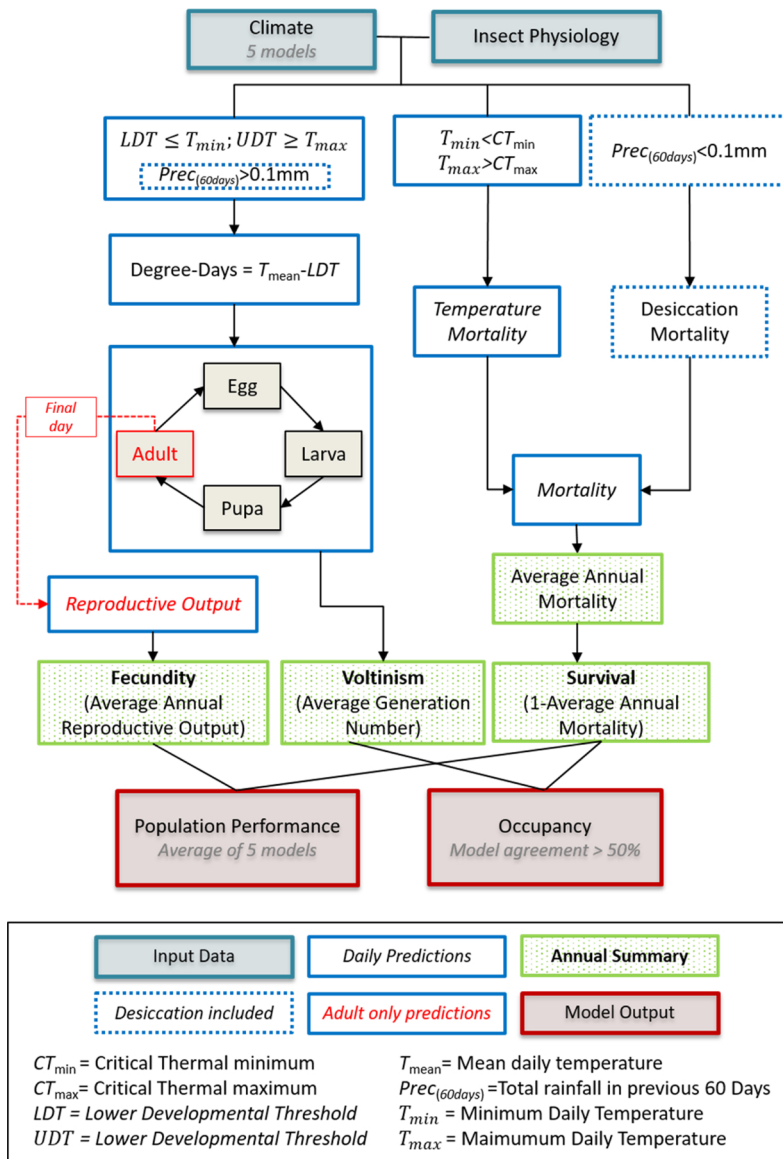 Climate
5 models
Insect Physiology
LDT ≤ Tmin; UDT ≥ Tmax
Prec(60days)>0.1mm
Tmin<CTmin
Tmax>CTmax
Prec(60days)<0.1mm
Degree-Days = Tmean-LDT
Temperature
Mortality
Desiccation
Mortality
Final
day
Egg
Adult
Larva
Pupa
Mortality
Average Annual
Mortality
Reproductive Output
Fecundity
(Average Annual
Reproductive Output)
Voltinism
(Average Generation
Number)
Survival
(1-Average Annual
Mortality)
Population Performance
Average of 5 models
Occupancy
Model agreement > 50%
Input Data
Daily Predictions
Annual Summary
Desiccation included
Adult only predictions
Model Output
CTmin = Critical Thermal minimum
CTmax= Critical Thermal maximum
LDT = Lower Developmental Threshold
UDT = Lower Developmental Threshold
Tmean= Mean daily temperature
Prec(60days) =Total rainfall in previous 60 Days
Tmin = Minimum Daily Temperature
Tmax = Maimumum Daily Temperature